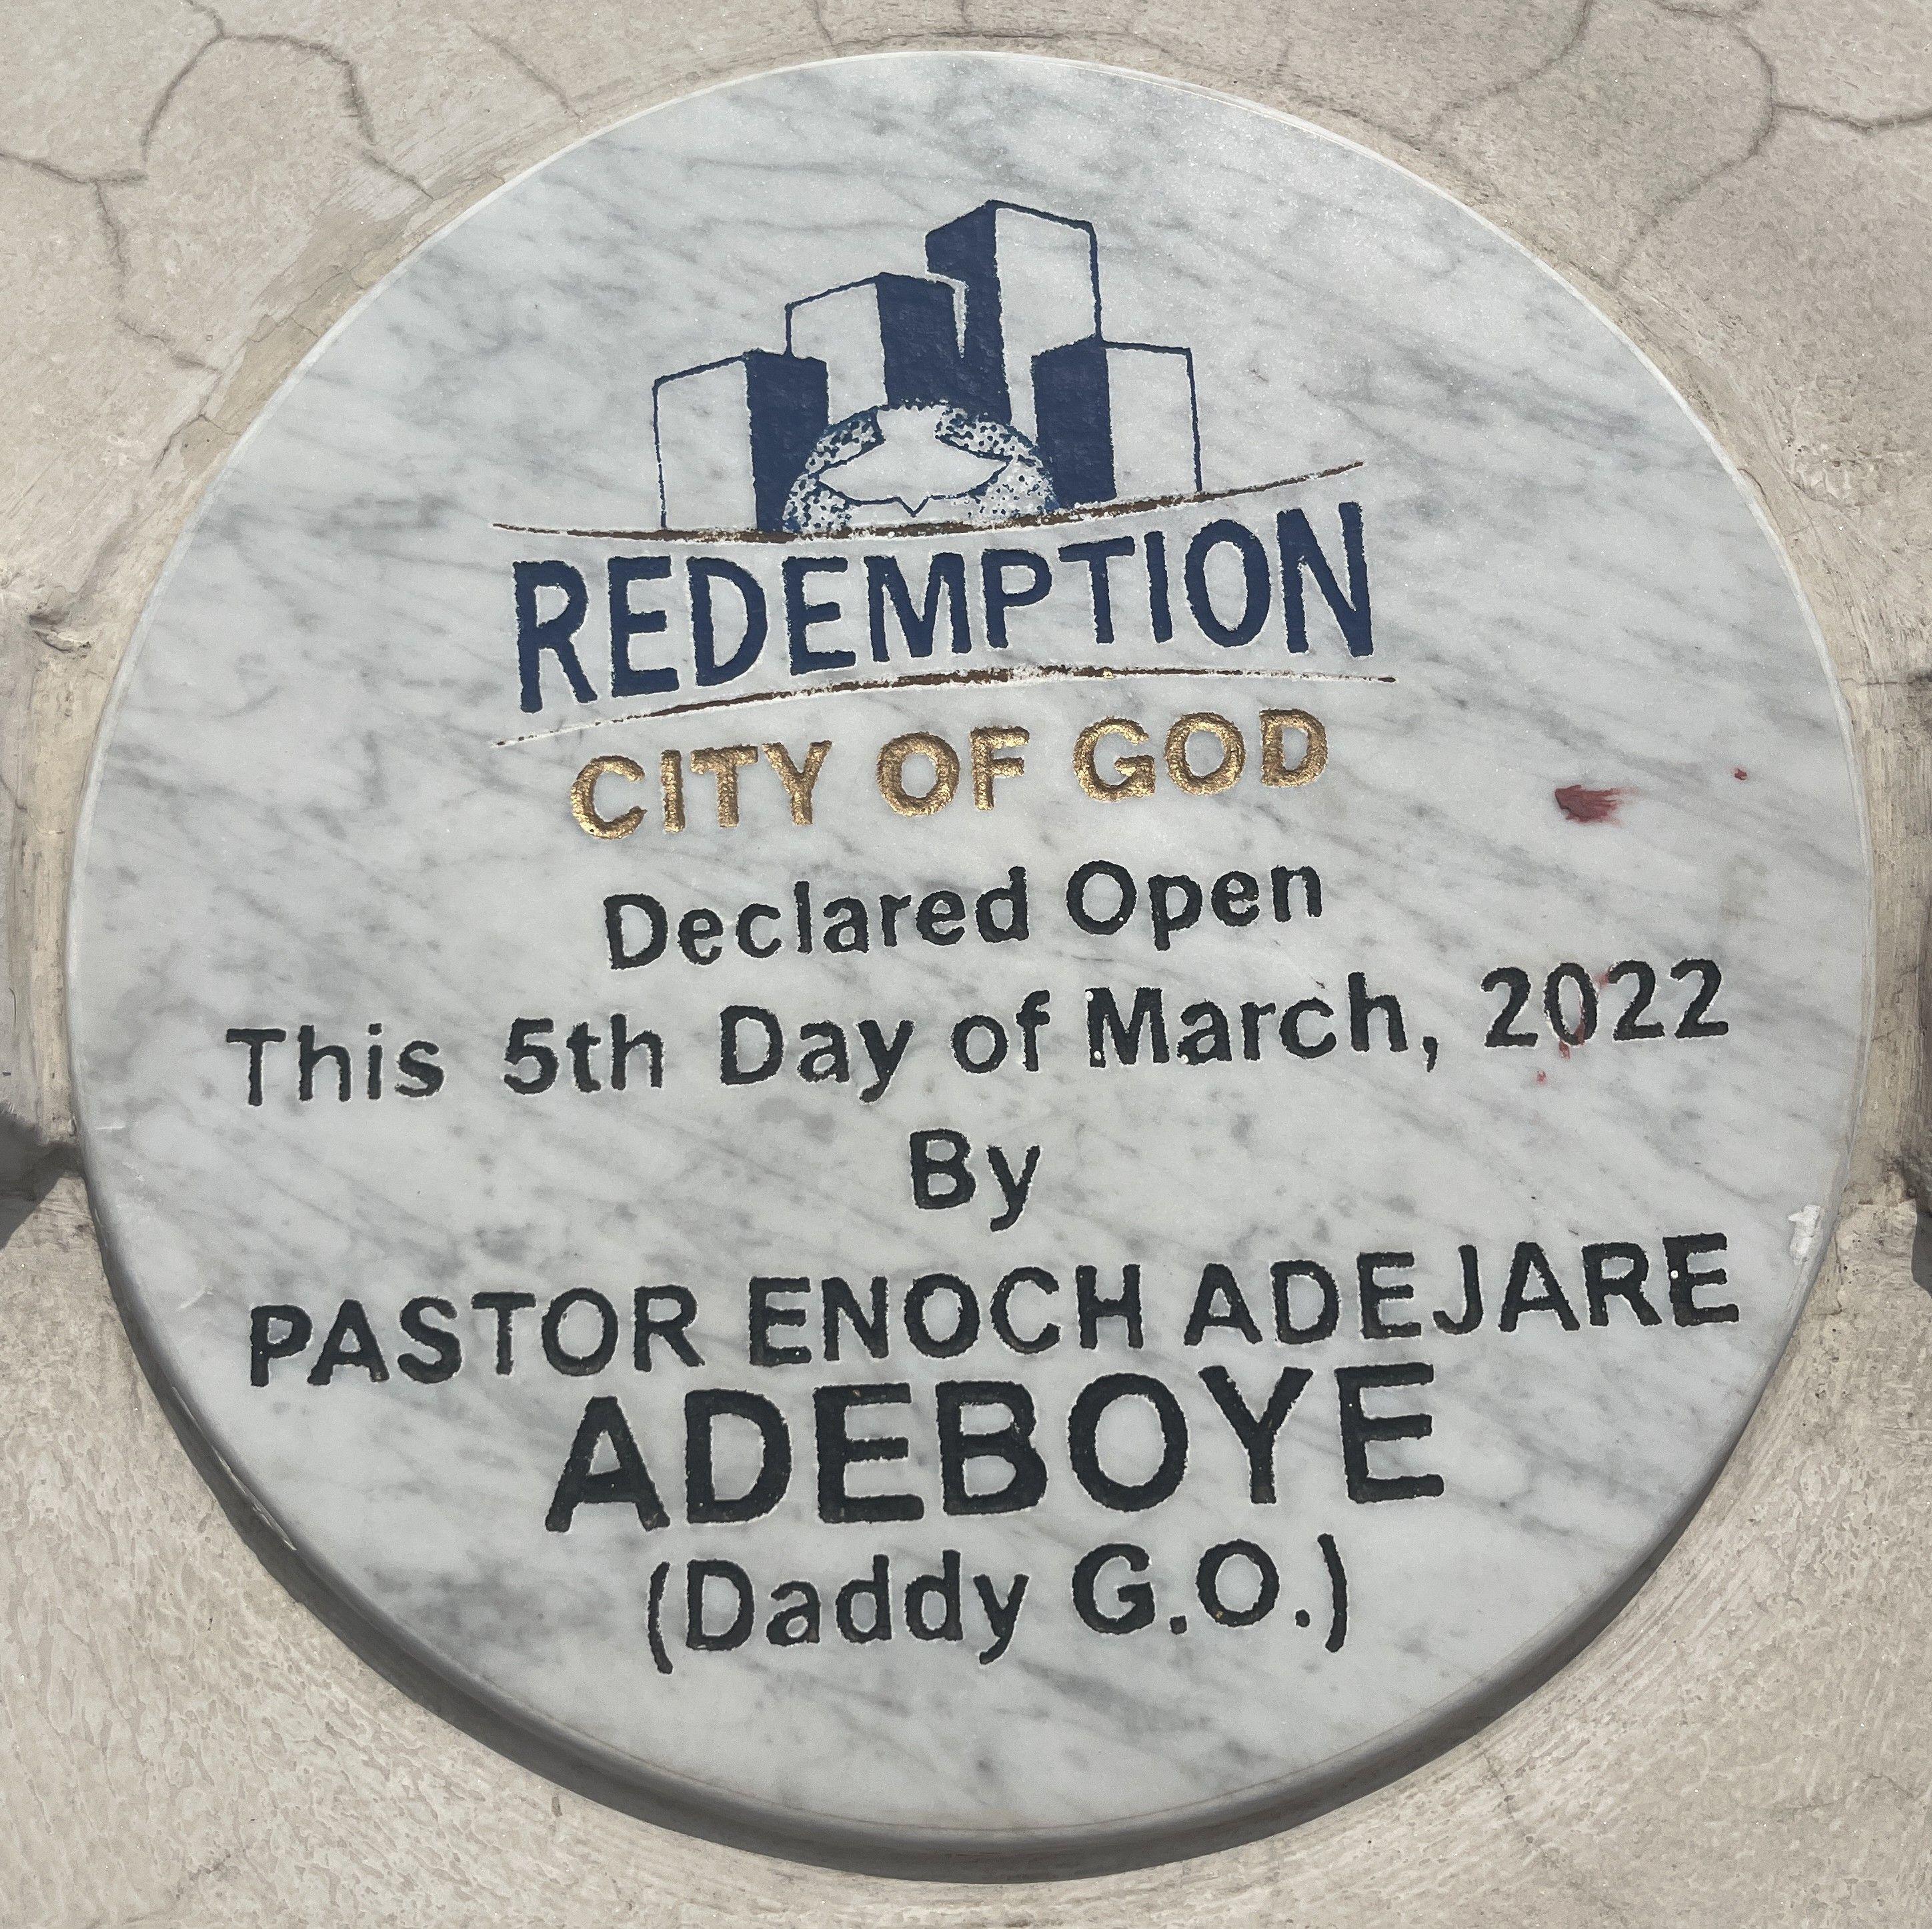 REDEMPTION
CITY OF GOD
Declared Open
This 5th Day of March, 2022
By
PASTOR ENOCH ADEJARE
ADEBOYE
(Daddy G.O.)